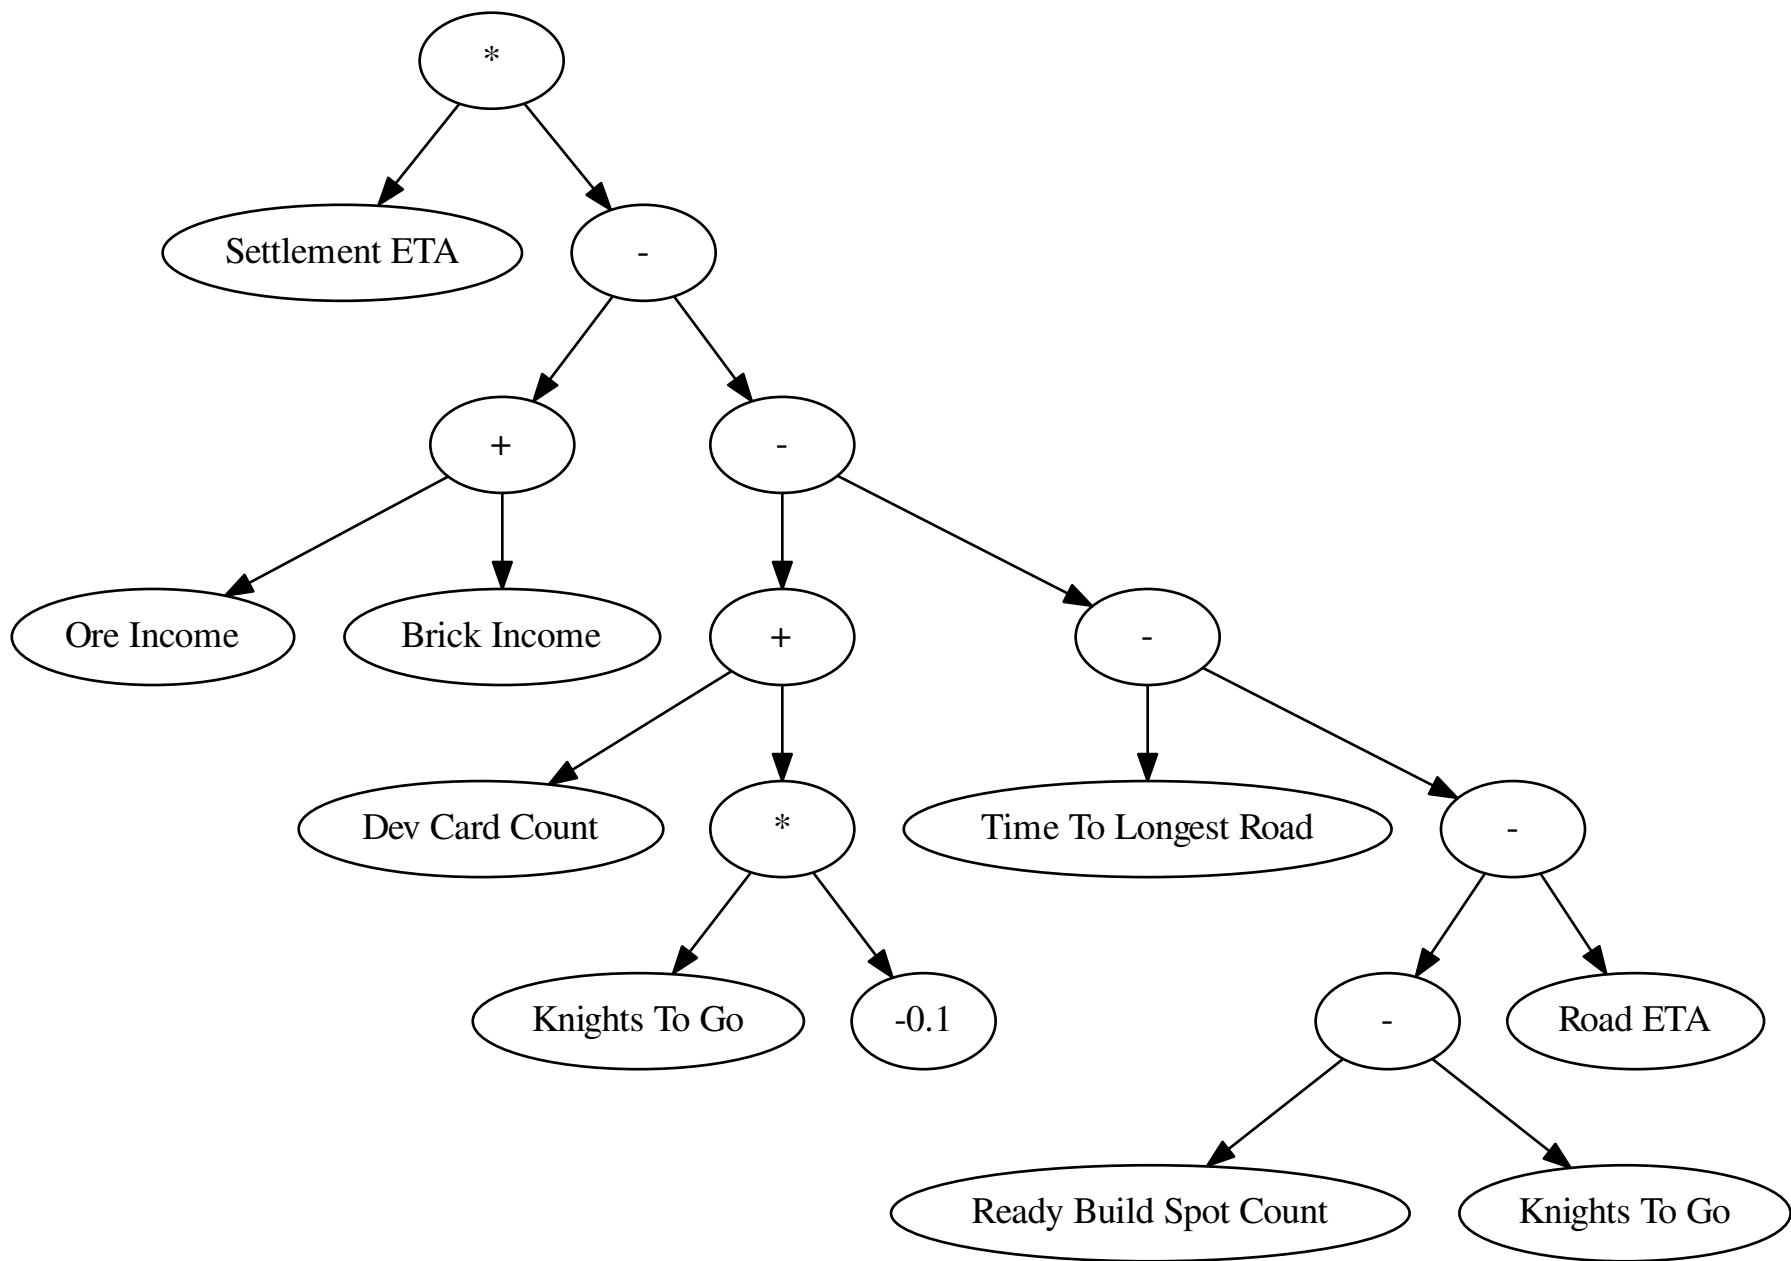 *
Settlement ETA
-
+
-
Ore Income
Brick Income
+
-
Dev Card Count
*
Time To Longest Road
-
Knights To Go
-0.1
-
Road ETA
Ready Build Spot Count
Knights To Go